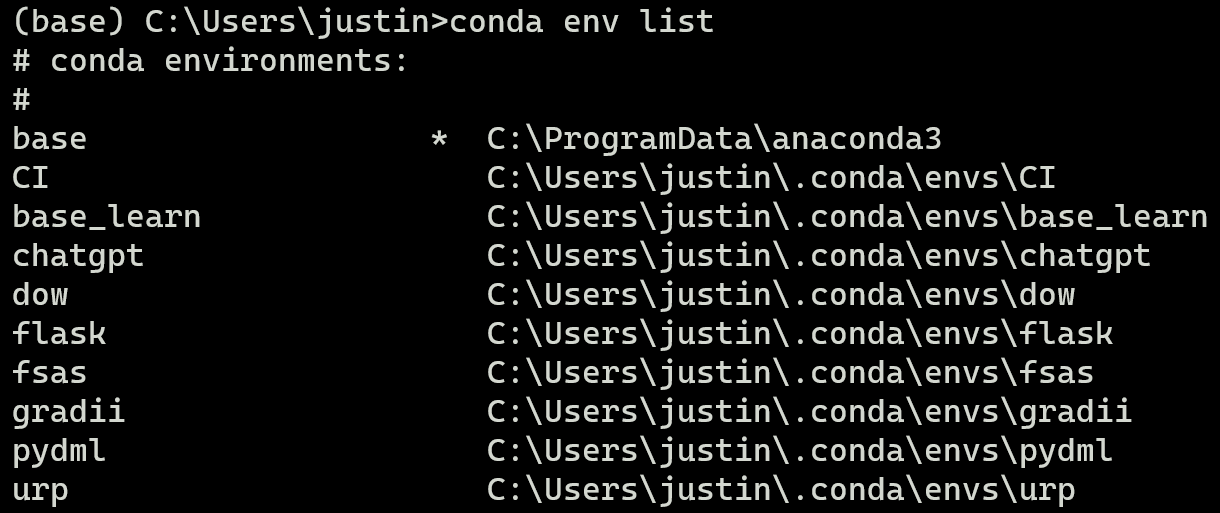 (base) C:\Users\justin>conda env list
# conda environments:
#
base                  *  C:\ProgramData\anaconda3
CI                       C:\Users\justin\.conda\envs\CI
base_learn               C:\Users\justin\.conda\envs\base_learn
chatgpt                  C:\Users\justin\.conda\envs\chatgpt
dow                      C:\Users\justin\.conda\envs\dow
flask                    C:\Users\justin\.conda\envs\flask
fsas                     C:\Users\justin\.conda\envs\fsas
gradii                   C:\Users\justin\.conda\envs\gradii
pydml                    C:\Users\justin\.conda\envs\pydml
urp                      C:\Users\justin\.conda\envs\urp